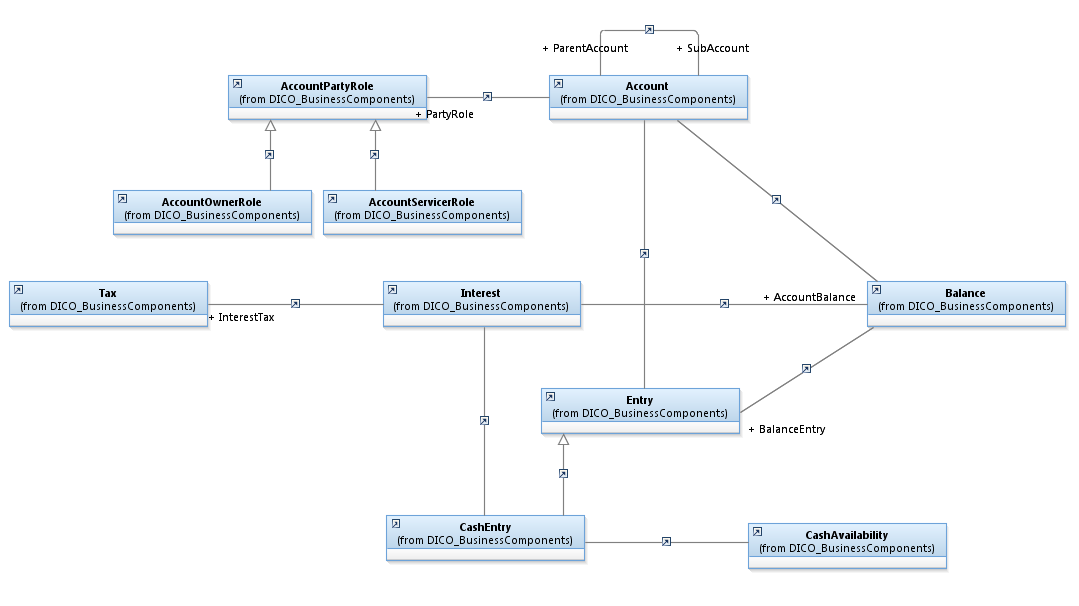 + ParentAccount
+ SubAccount
AccountPartyRole
(from DICO_BusinessComponents)
Account
(from DICO_BusinessComponents)
+ PartyRole
AccountOwnerRole
(from DICO_BusinessComponents)
AccountServicerRole
(from DICO_BusinessComponents)
Tax
(from DICO_BusinessComponents)
+ InterestTax
Interest
(from DICO_BusinessComponents)
+ AccountBalance
Balance
(from DICO_BusinessComponents)
Entry
(from DICO_BusinessComponents)
+ BalanceEntry
CashEntry
(from DICO_BusinessComponents)
CashAvailability
(from DICO_BusinessComponents)